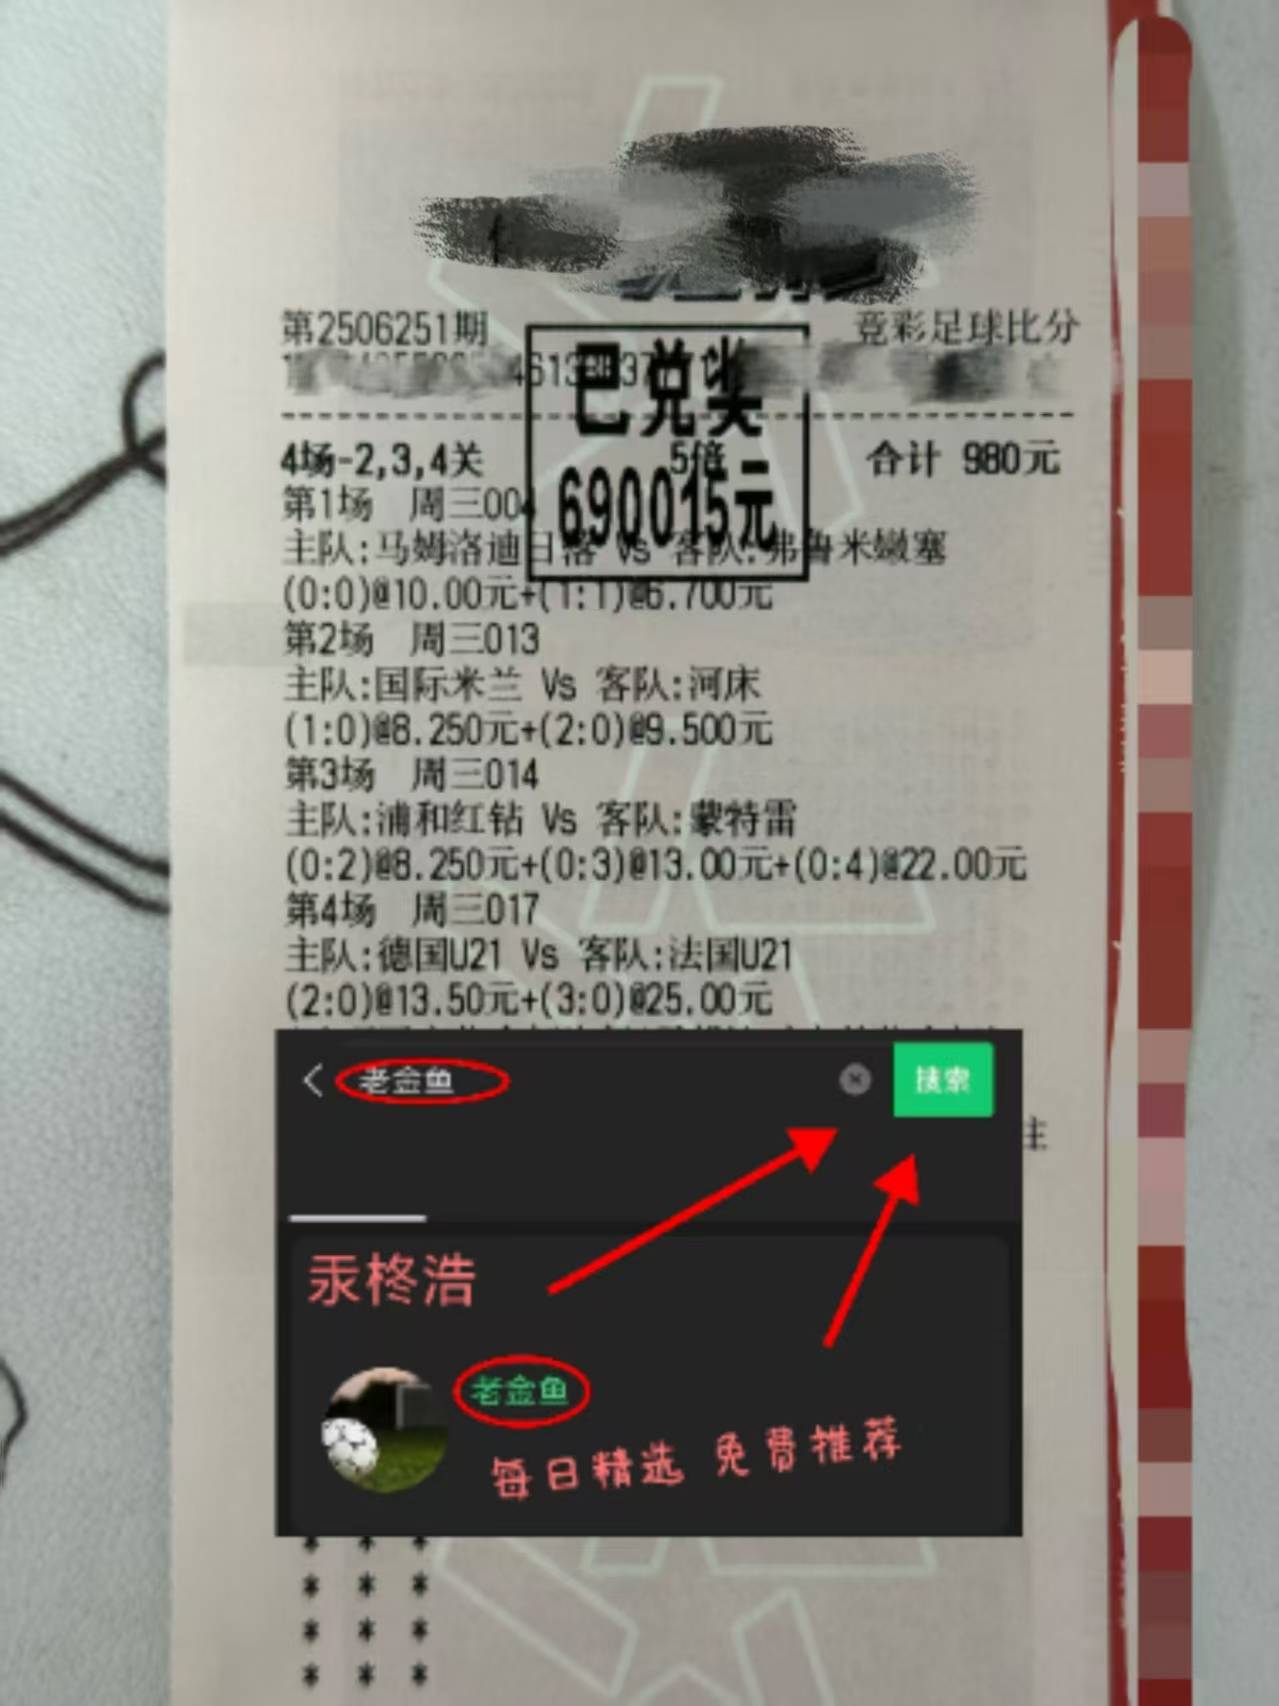 第2506251期
竞彩足球比分
已兑奖
690015元
4场-2,3,4关 5倍 合计 980元
第1场 周三004
主队:马姆洛迪日落 Vs 客队:弗鲁米嫩塞
(0:0)@10.00元+(1:1)@6.700元
第2场 周三013
主队:国际米兰 Vs 客队:河床
(1:0)@8.250元+(2:0)@9.500元
第3场 周三014
主队:浦和红钻 Vs 客队:蒙特雷
(0:2)@8.250元+(0:3)@13.00元+(0:4)@22.00元
第4场 周三017
主队:德国U21 Vs 客队:法国U21
(2:0)@13.50元+(3:0)@25.00元
老金鱼 搜索
汞柊浩
老金鱼
每日精选 免费推荐
* * *
* * *
* * *
* * *